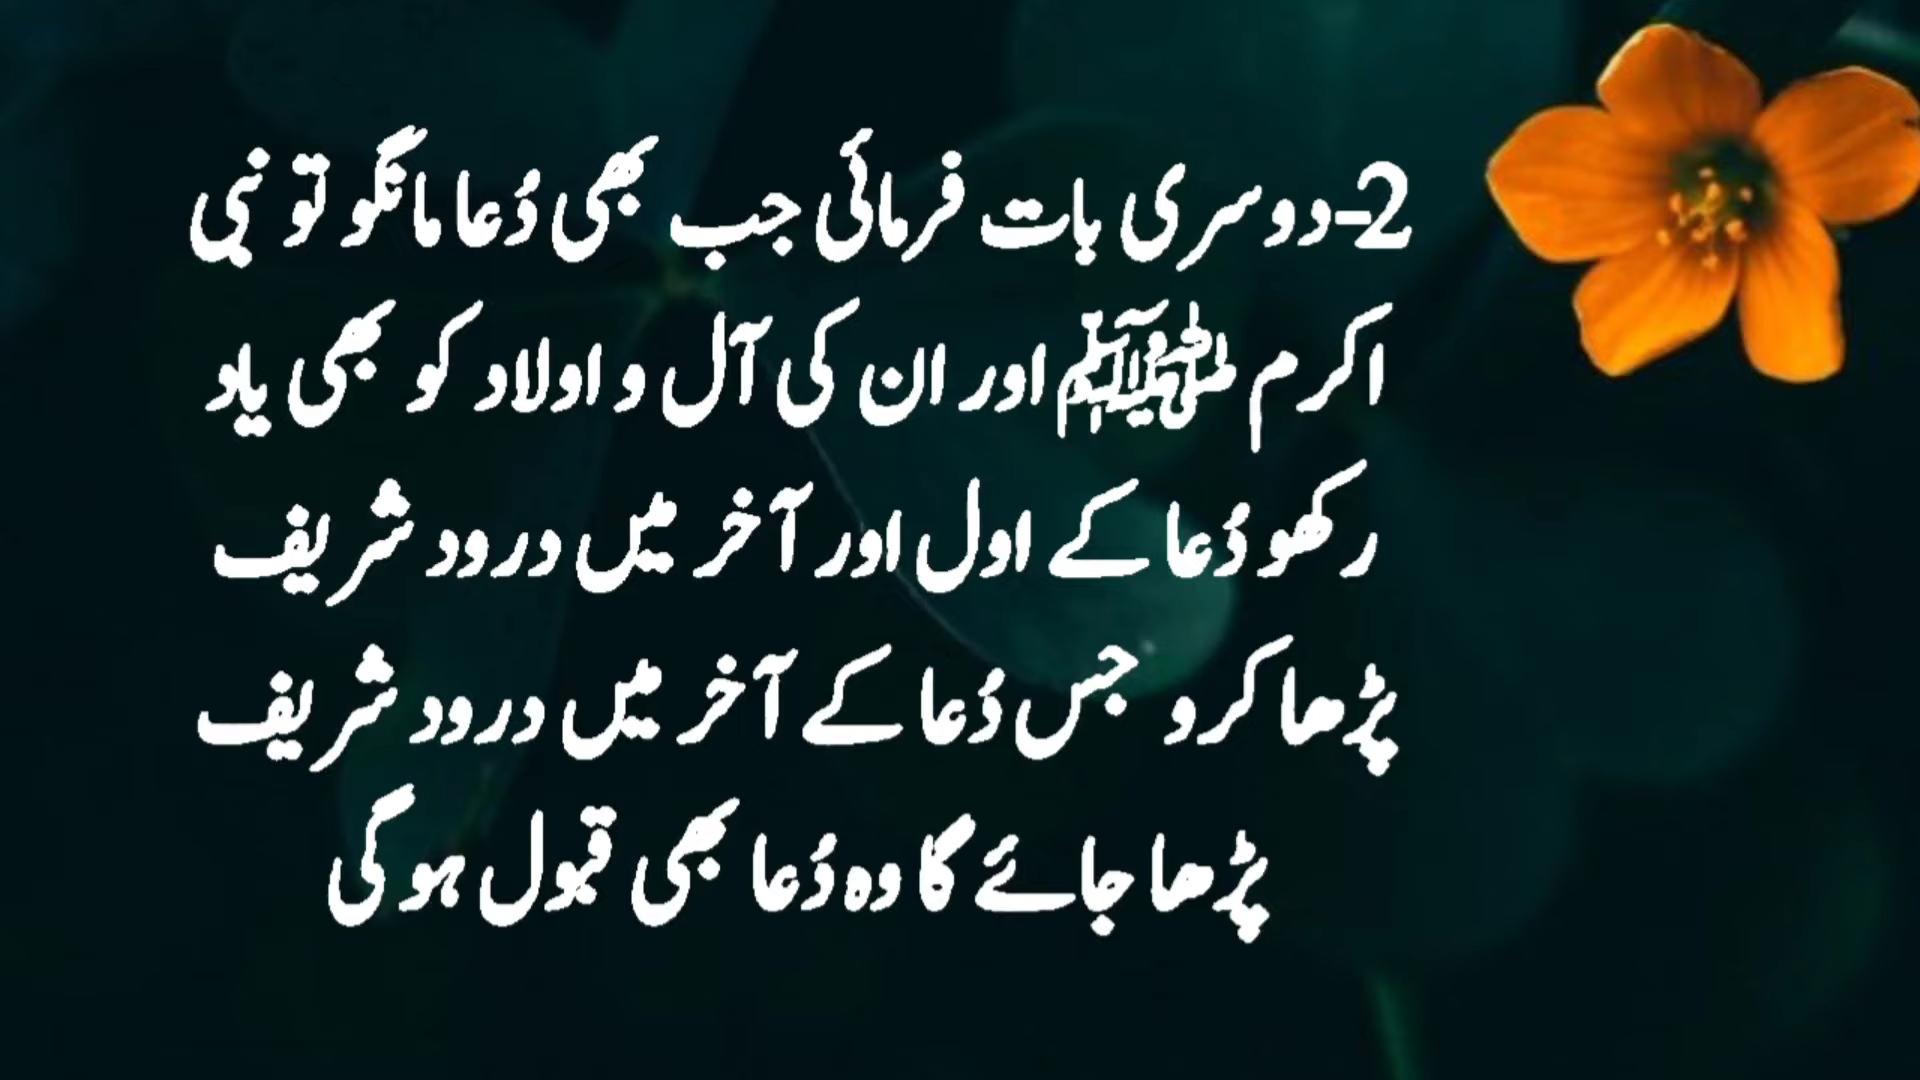 2-دوسری بات فرمائی جب بھی دُعا مانگو تو نبی
اکرم ﷺ اور ان کی آل و اولاد کو بھی یاد
رکھو دُعا کے اول اور آخر میں درود شریف
پڑھا کرو جس دُعا کے آخر میں درود شریف
پڑھا جائے گا وہ دُعا بھی قبول ہو گی